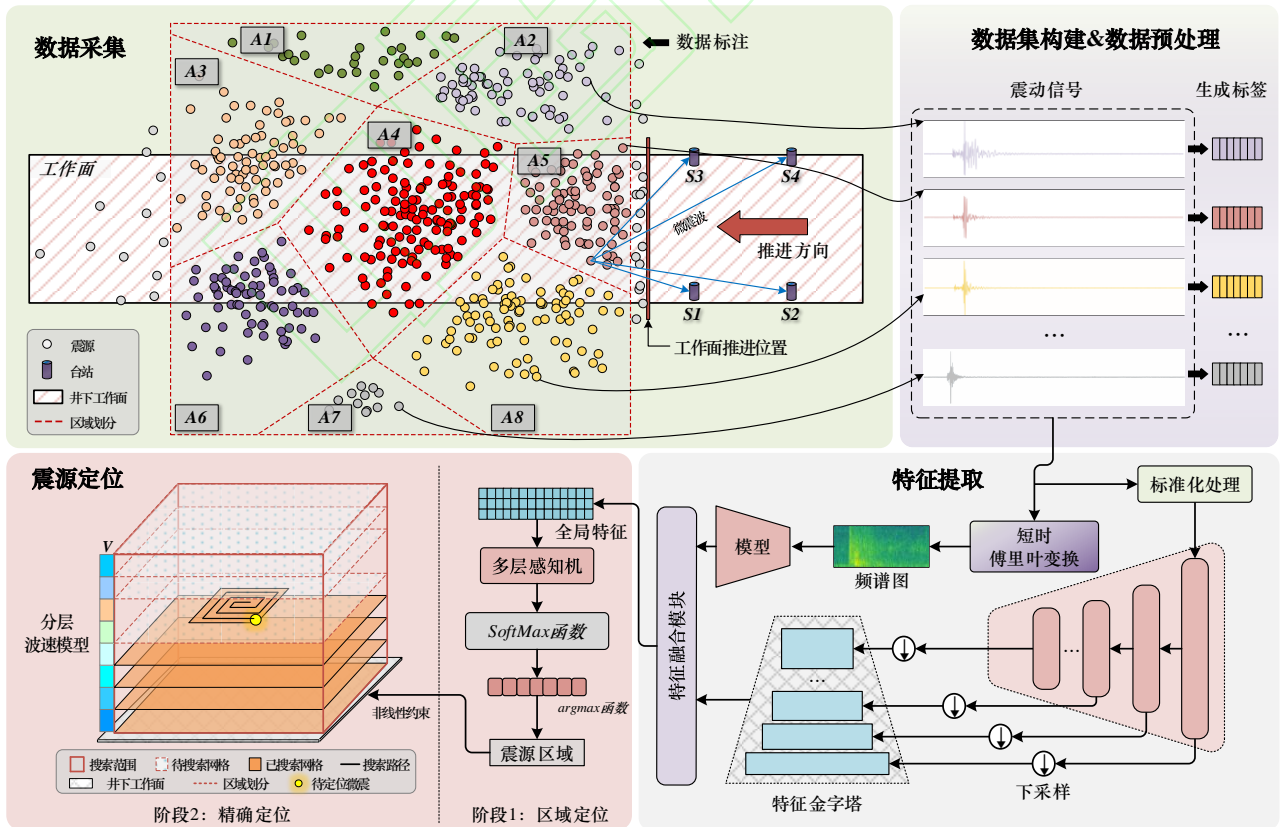 数据采集
A1
A2
数据标注
A3
A4
A5
工作面
S3
S4
微震波
推进方向
S1
S2
工作面推进位置
震源
台站
井下工作面
区域划分
A6
A7
A8
数据集构建&数据预处理
震动信号
生成标签
...
...
震源定位
V
分层
波速模型
非线性约束
搜索范围
待搜索网格
已搜索网格
搜索路径
井下工作面
区域划分
待定位微震
阶段2：精确定位
全局特征
多层感知机
SoftMax函数
argmax函数
震源区域
阶段1：区域定位
特征提取
标准化处理
短时
傅里叶变换
频谱图
模型
特征融合模块
...
...
特征金字塔
下采样